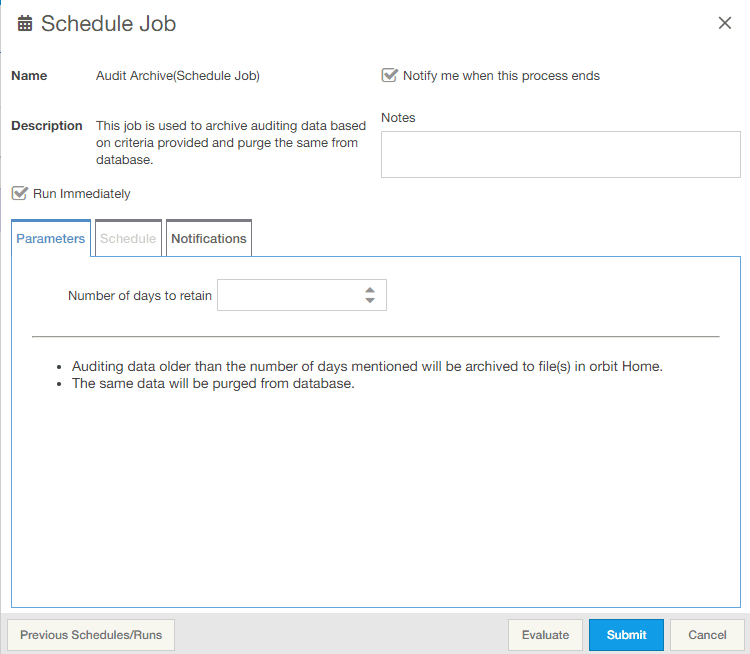 Schedule Job
Name Audit Archive(Schedule Job)
Notify me when this process ends
Description This job is used to archive auditing data based
on criteria provided and purge the same from
database.
Notes
Run Immediately
Parameters Schedule Notifications
Number of days to retain
• Auditing data older than the number of days mentioned will be archived to file(s) in orbit Home.
• The same data will be purged from database.
Previous Schedules/Runs Evaluate Submit Cancel